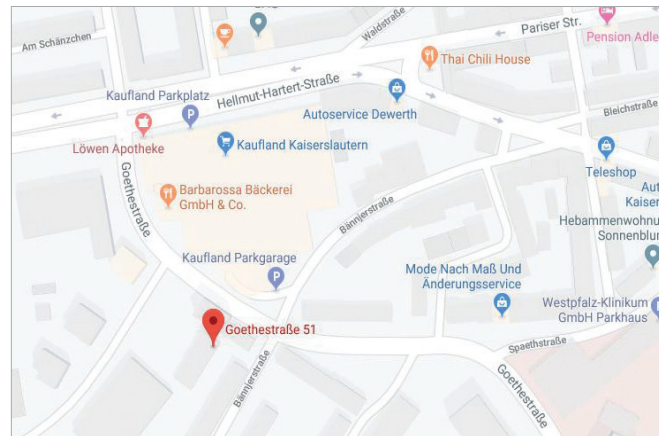 Am Schänzchen
Waldstraße
Pariser Str.
Pension Adle
Thai Chili House
Kaufland Parkplatz
Hellmut-Hartert-Straße
Autoservice Dewerth
Bleichstraße
Löwen Apotheke
Kaufland Kaiserslautern
Teleshop
Goethestraße
Barbarossa Bäckerei
GmbH & Co.
Bännjerstraße
Aut
Kaiser
Hebammenwohnu
Sonnenblur
Kaufland Parkgarage
Mode Nach Maß Und
Änderungsservice
Westpfalz-Klinikum
GmbH Parkhaus
Goethestraße 51
Spaethstraße
Bännjerstraße
Goethestraße